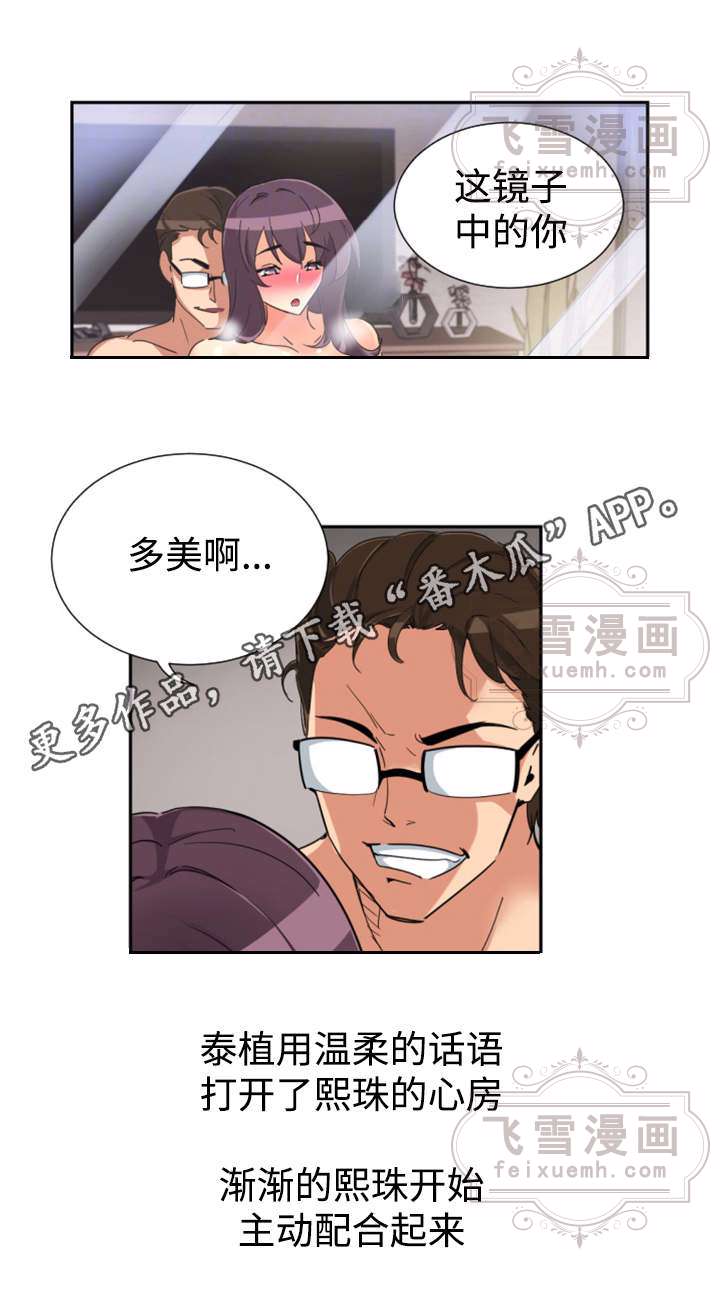 飞雪漫画
feixuemh.com
这镜子
中的你
多美啊...
更多作品，请下载“番木瓜”APP。
飞雪漫画
feixuemh.com
泰植用温柔的话语
打开了熙珠的心房
飞雪漫画
feixuemh.com
渐渐的熙珠开始
主动配合起来